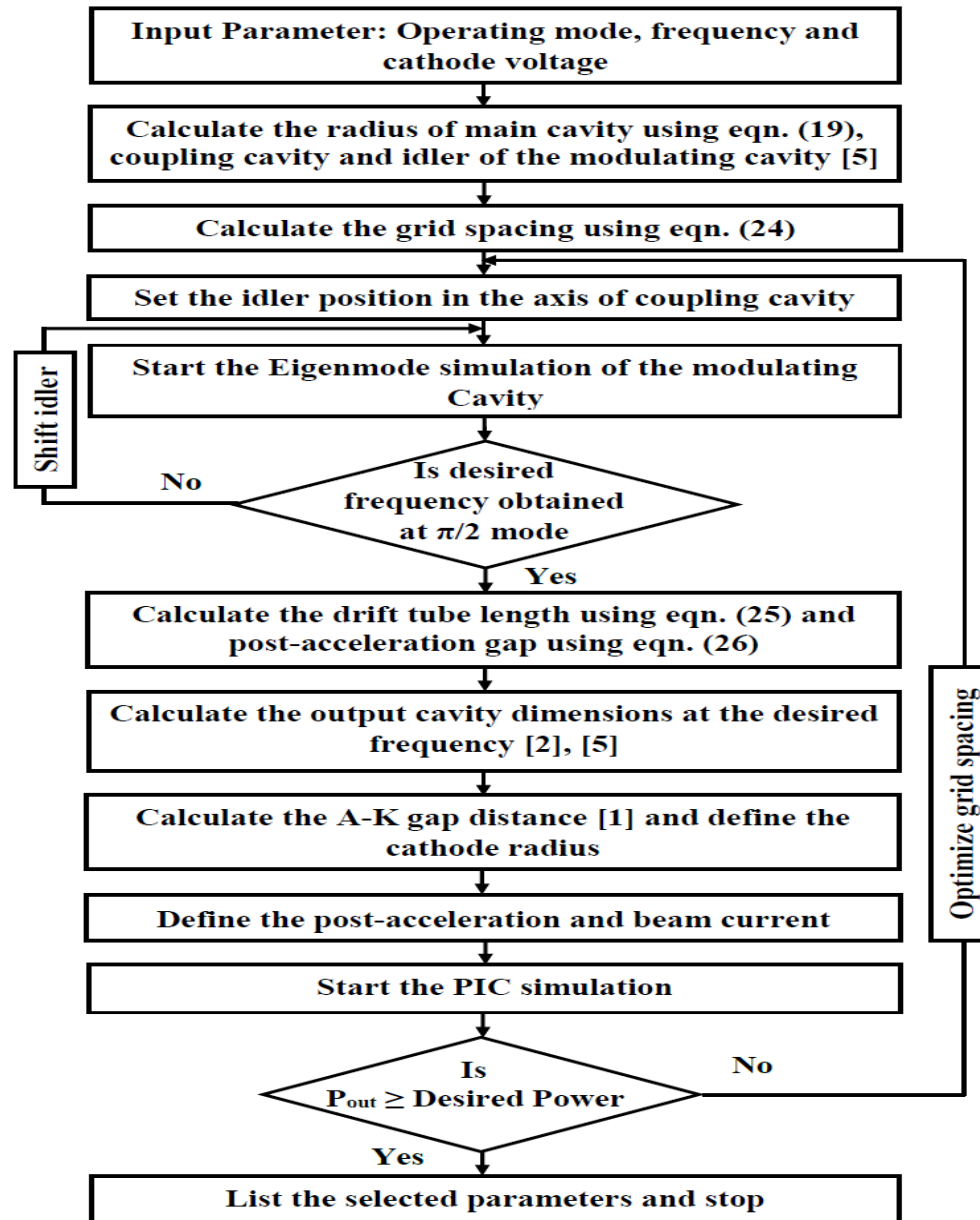 Input Parameter: Operating mode, frequency and
cathode voltage
Calculate the radius of main cavity using eqn. (19),
coupling cavity and idler of the modulating cavity [5]
Calculate the grid spacing using eqn. (24)
Set the idler position in the axis of coupling cavity
Start the Eigenmode simulation of the modulating
Cavity
Shift idler
No
Is desired
frequency obtained
at π/2 mode
Yes
Calculate the drift tube length using eqn. (25) and
post-acceleration gap using eqn. (26)
Calculate the output cavity dimensions at the desired
frequency [2], [5]
Calculate the A-K gap distance [1] and define the
cathode radius
Optimize grid spacing
Define the post-acceleration and beam current
Start the PIC simulation
Is
Pout ≥ Desired Power
No
Yes
List the selected parameters and stop